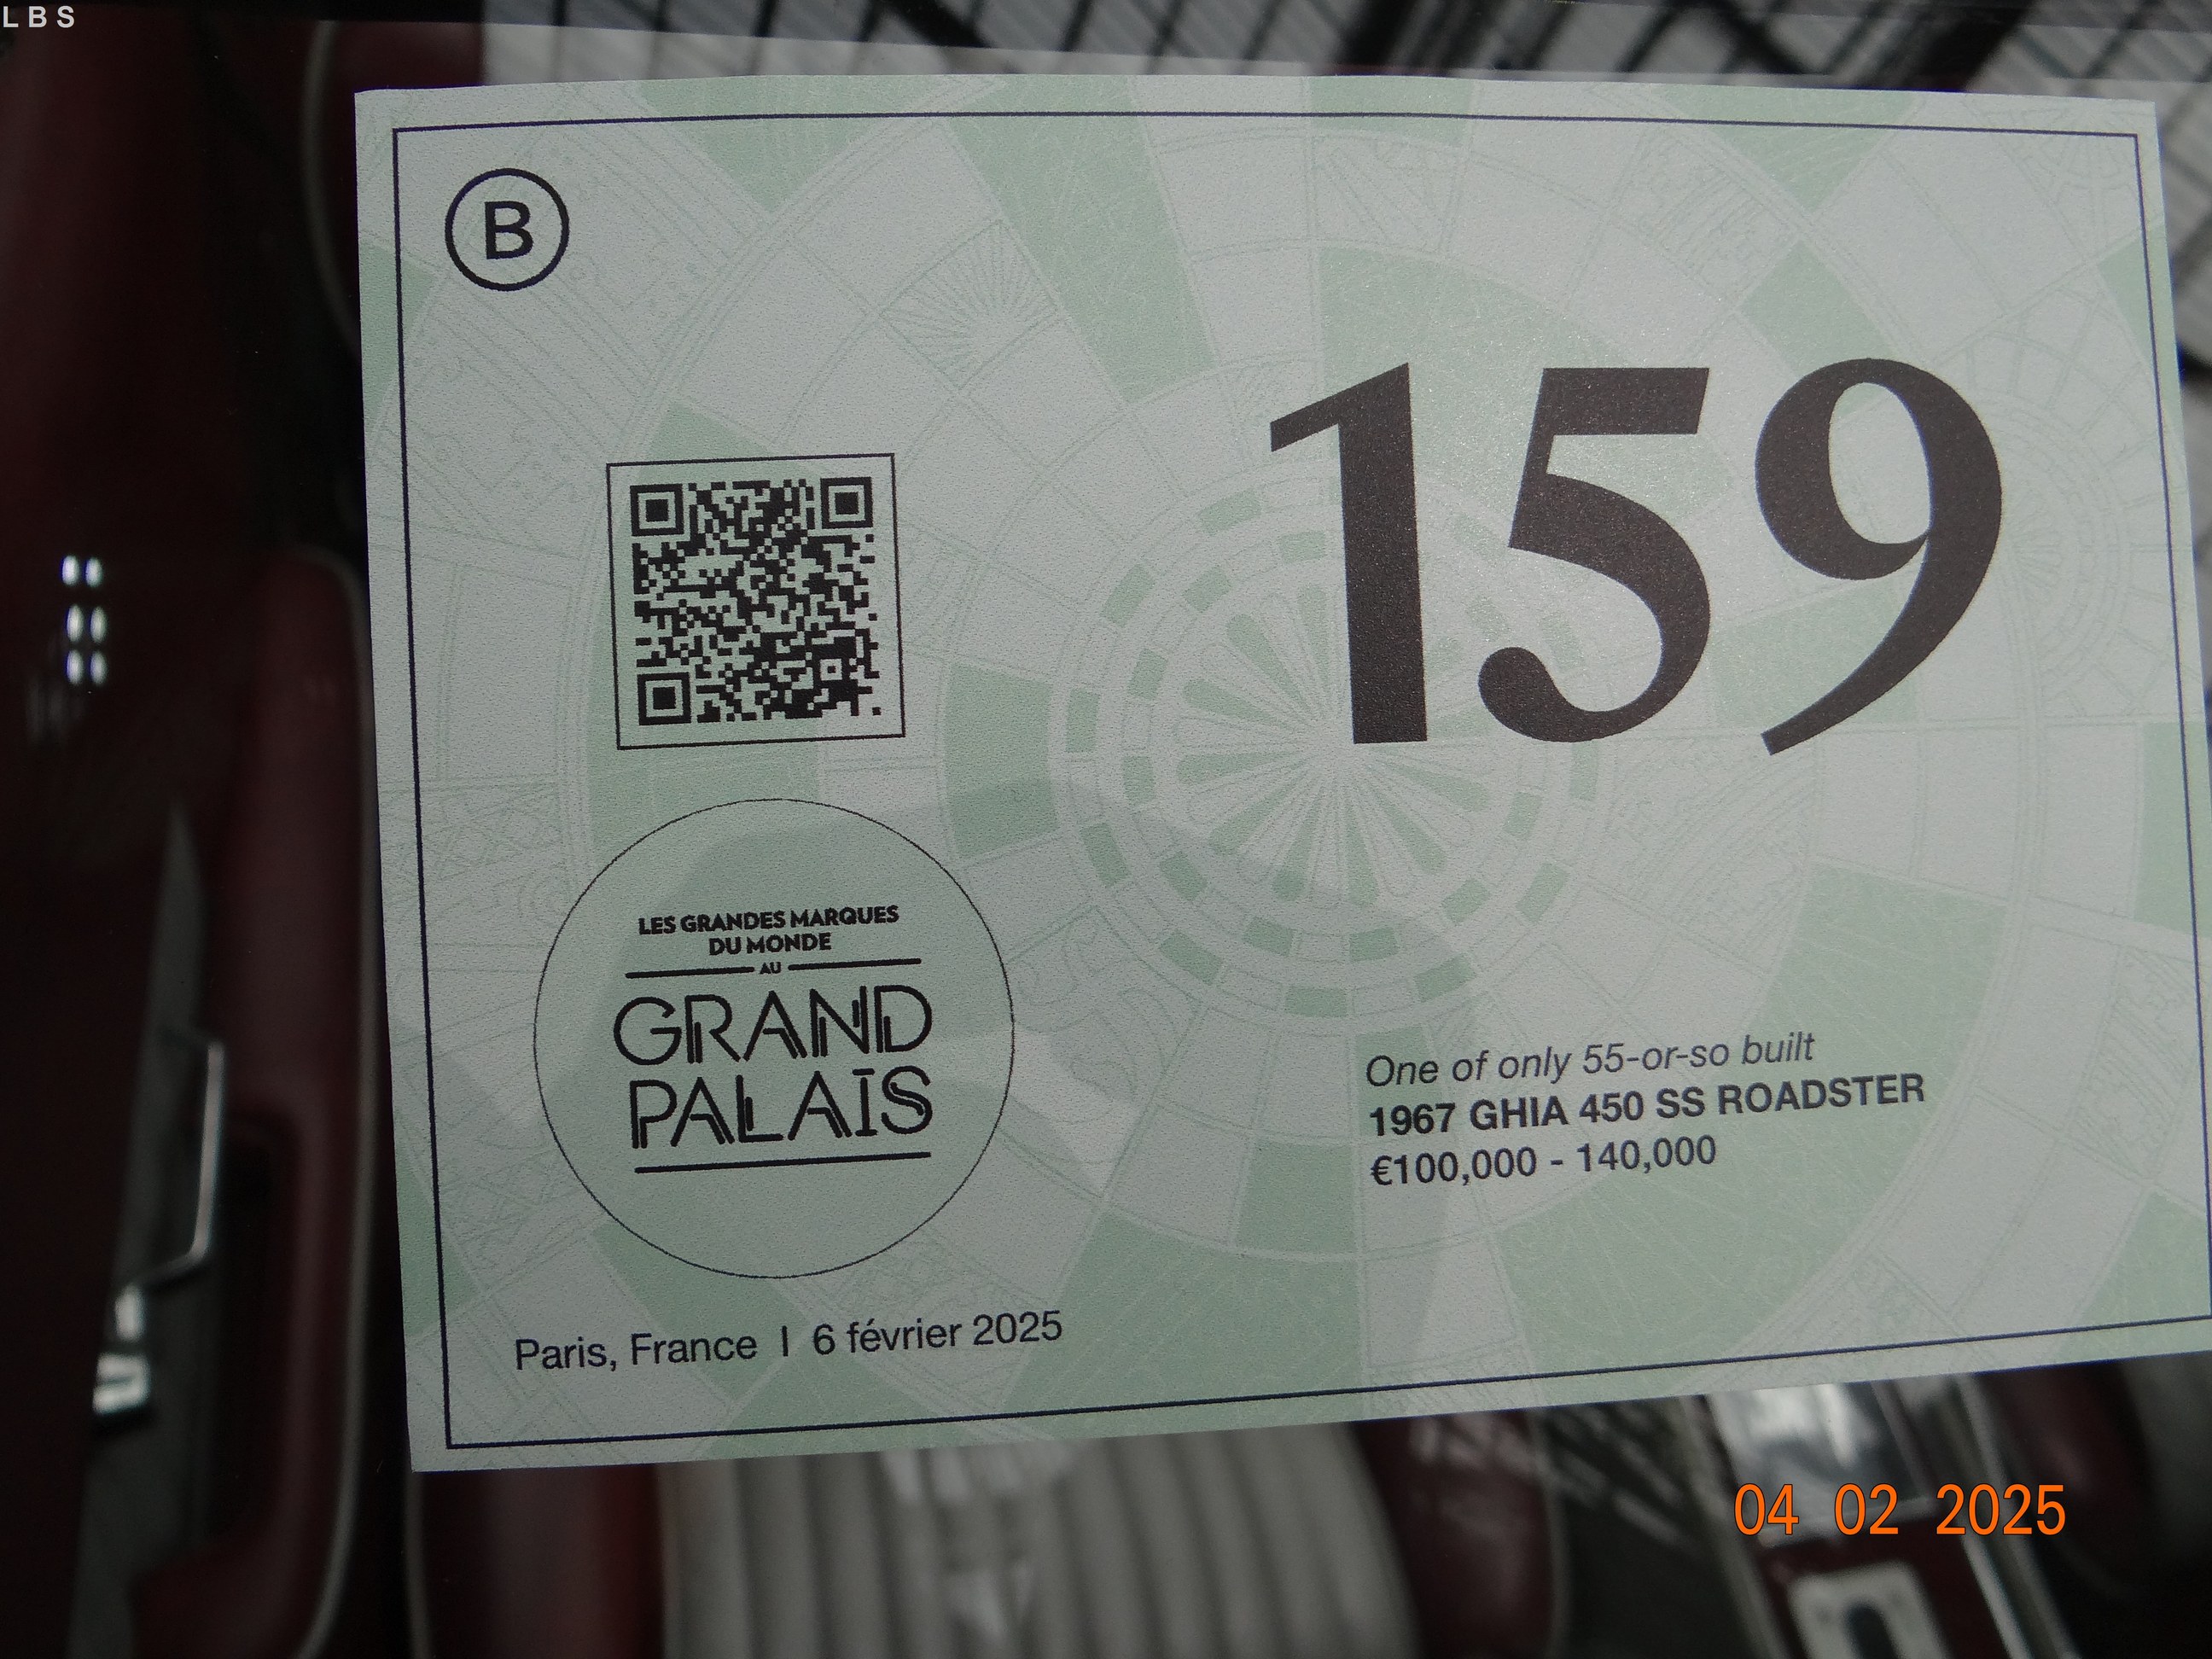 L B S
B
159
LES GRANDES MARQUES
DU MONDE
AU
GRAND
PALAIS
One of only 55-or-so built
1967 GHIA 450 SS ROADSTER
€100,000 - 140,000
Paris, France I 6 février 2025
04 02 2025